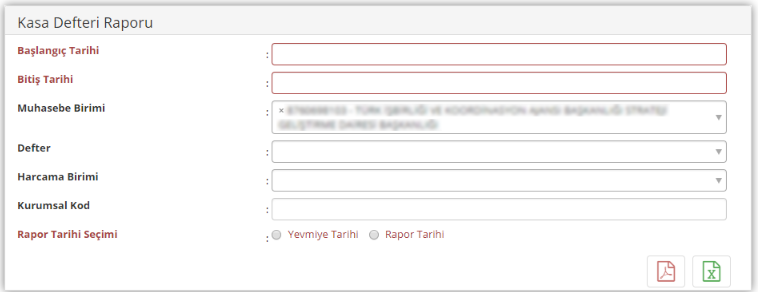 Kasa Defteri Raporu
Başlangıç Tarihi :
Bitiş Tarihi :
Muhasebe Birimi : × - TÜRK İŞBİRLİĞİ VE KOORDİNASYON AJANSI BAŞKANLIĞI STRATEJİ
GELİŞTİRME DAİRESİ BAŞKANLIĞI
Defter :
Harcama Birimi :
Kurumsal Kod :
Rapor Tarihi Seçimi : Yevmiye Tarihi Rapor Tarihi